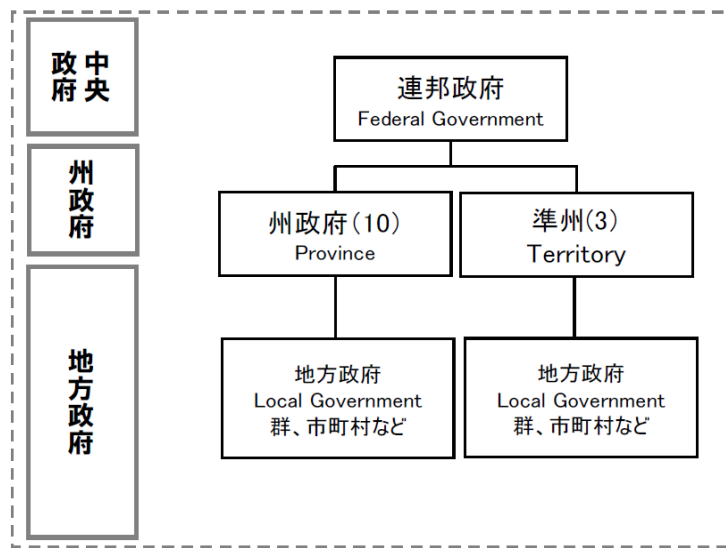 中央
政府
連邦政府
Federal Government
州政府
州政府(10)
Province
準州(3)
Territory
地方政府
地方政府
Local Government
群、市町村など
地方政府
Local Government
群、市町村など